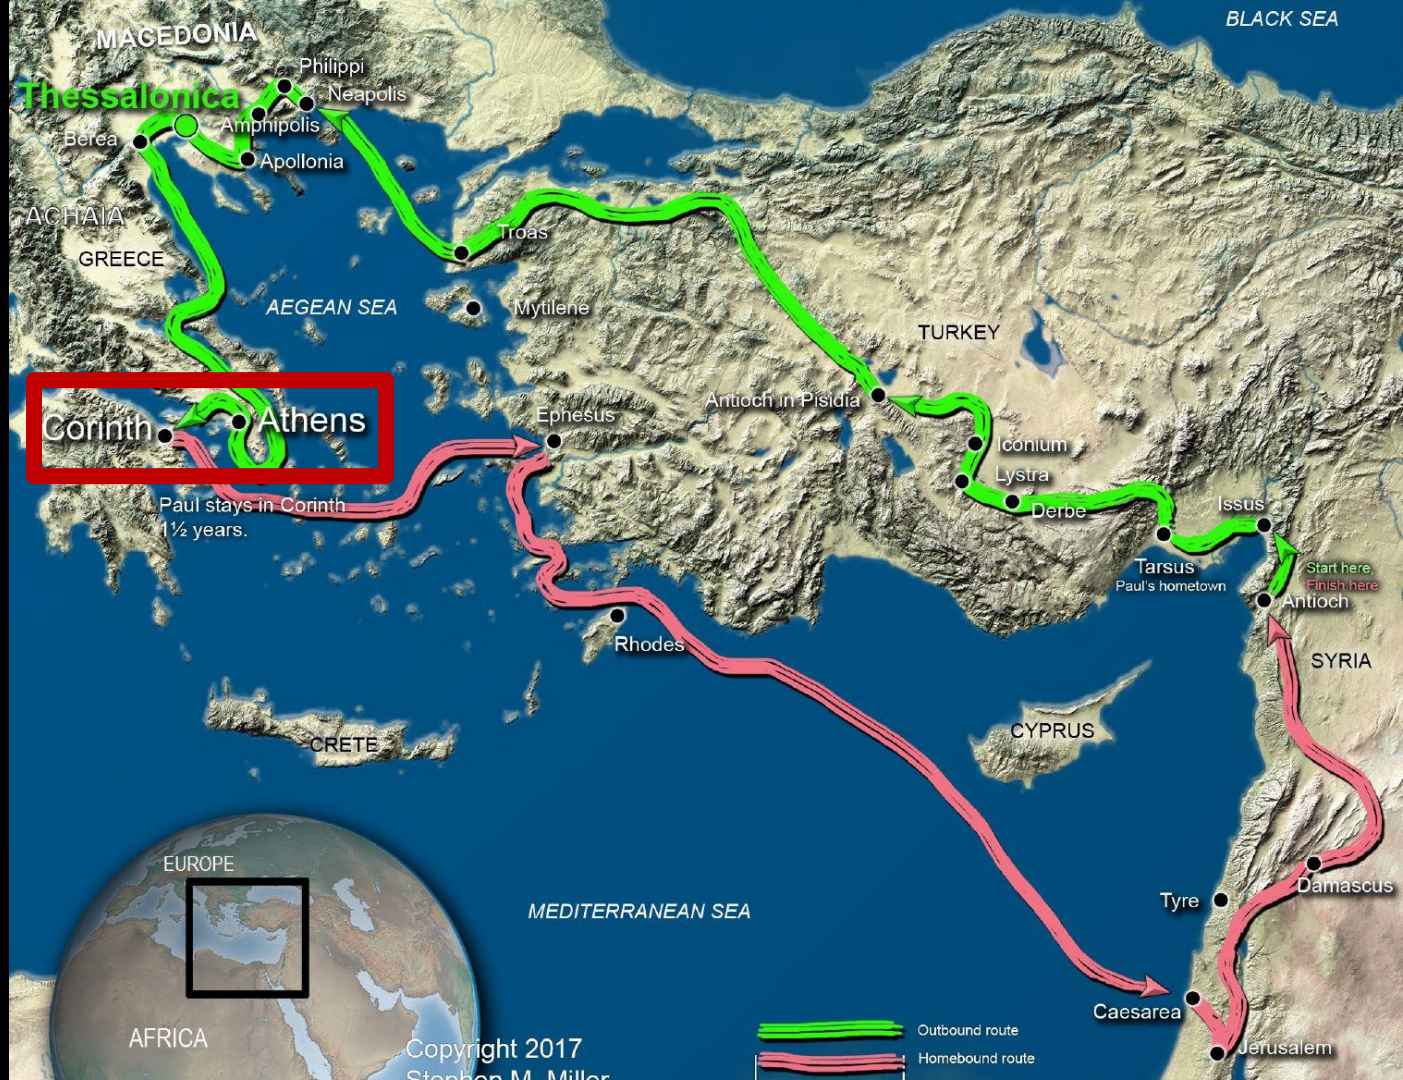 BLACK SEA
MACEDONIA
Philippi
Thessalonica
Neapolis
Amphipolis
Berea
Apollonia
ACHAIA
GREECE
Troas
AEGEAN SEA
Mytilene
TURKEY
Antioch in Pisidia
Ephesus
Corinth
Athens
Iconium
Lystra
Derbe
Issus
Paul stays in Corinth
1½ years.
Tarsus
Paul's hometown
Start here,
Finish here
Antioch
Rhodes
SYRIA
CRETE
CYPRUS
EUROPE
Damascus
Tyre
MEDITERRANEAN SEA
Caesarea
AFRICA
Outbound route
Homebound route
Jerusalem
Copyright 2017
Stephen M. Miller